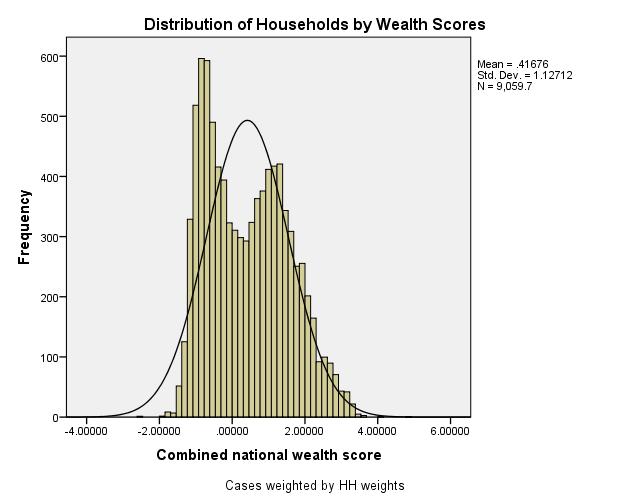 Distribution of Households by Wealth Scores
Mean = .41676
Std. Dev. = 1.12712
N = 9,059.7
600
500
400
300
200
100
0
Frequency
-4.00000 -2.00000 .00000 2.00000 4.00000 6.00000
Combined national wealth score
Cases weighted by HH weights